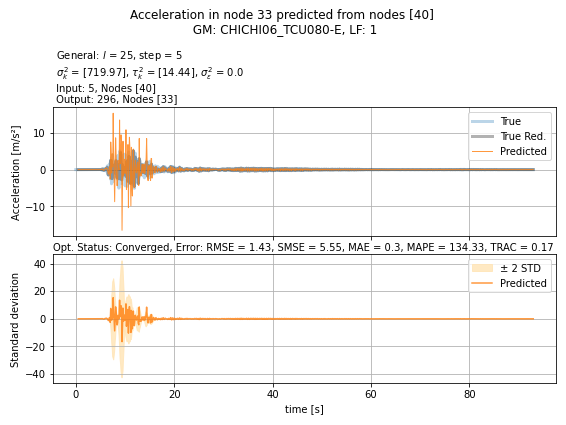 Acceleration in node 33 predicted from nodes [40]
GM: CHICHI06_TCU080-E, LF: 1
General: l = 25, step = 5
σ²ₖ = [719.97], τ²ₖ = [14.44], σ²_ε = 0.0
Input: 5, Nodes [40]
Output: 296, Nodes [33]
True
True Red.
Predicted
Acceleration [m/s²]
10
0
−10
Opt. Status: Converged, Error: RMSE = 1.43, SMSE = 5.55, MAE = 0.3, MAPE = 134.33, TRAC = 0.17
± 2 STD
Predicted
Standard deviation
40
20
0
−20
−40
0 20 40 60 80
time [s]